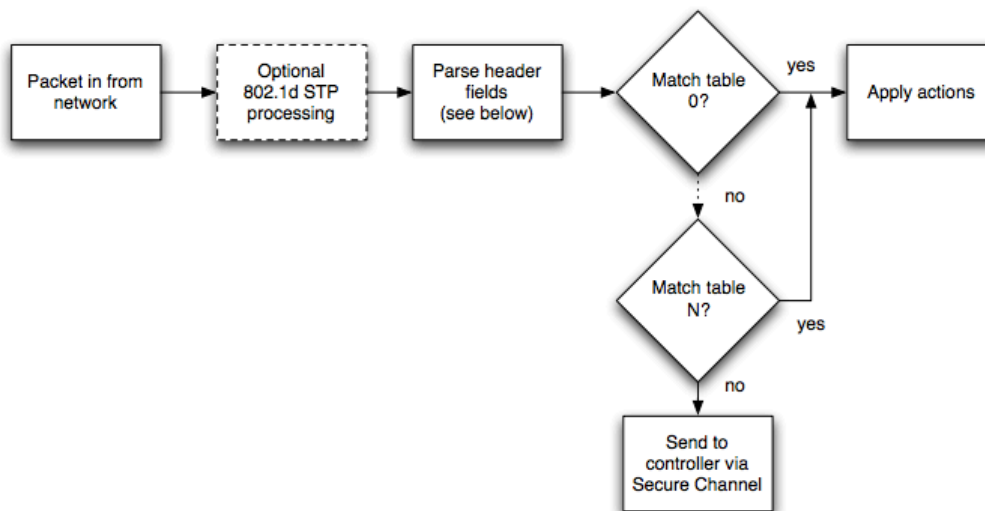 Packet in from
network
Optional
802.1d STP
processing
Parse header
fields
(see below)
Match table
0?
yes
Apply actions
no
Match table
N?
yes
no
Send to
controller via
Secure Channel